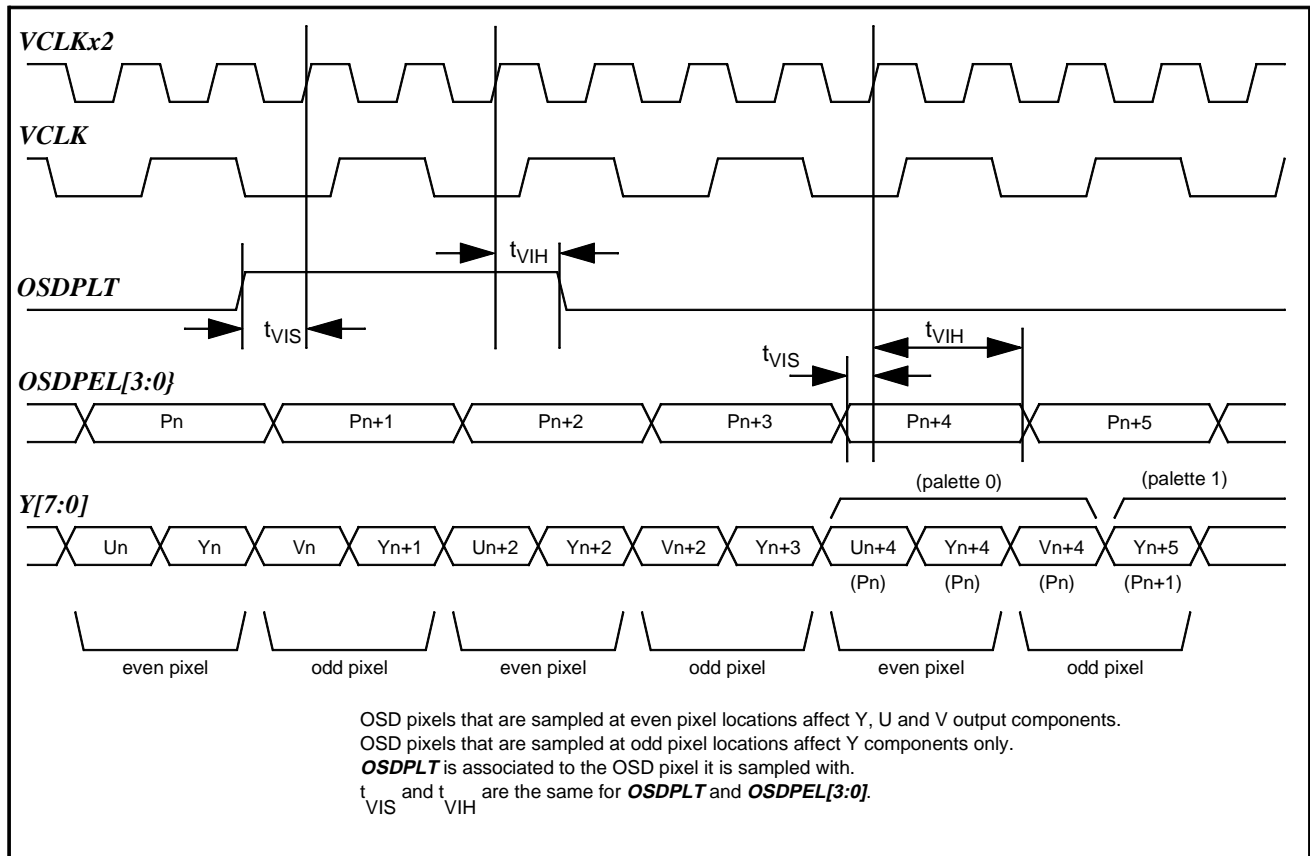 VCLKx2
VCLK
tVIH
OSDPLT
tVIS
tVIH
tVIS
OSDPEL[3:0}
Pn Pn+1 Pn+2 Pn+3 Pn+4 Pn+5
(palette 0) (palette 1)
Y[7:0]
Un Yn Vn Yn+1 Un+2 Yn+2 Vn+2 Yn+3 Un+4 Yn+4 Vn+4 Yn+5
(Pn) (Pn) (Pn) (Pn+1)
even pixel odd pixel even pixel odd pixel even pixel odd pixel
OSD pixels that are sampled at even pixel locations affect Y, U and V output components.
OSD pixels that are sampled at odd pixel locations affect Y components only.
OSDPLT is associated to the OSD pixel it is sampled with.
tVIS and tVIH are the same for OSDPLT and OSDPEL[3:0].